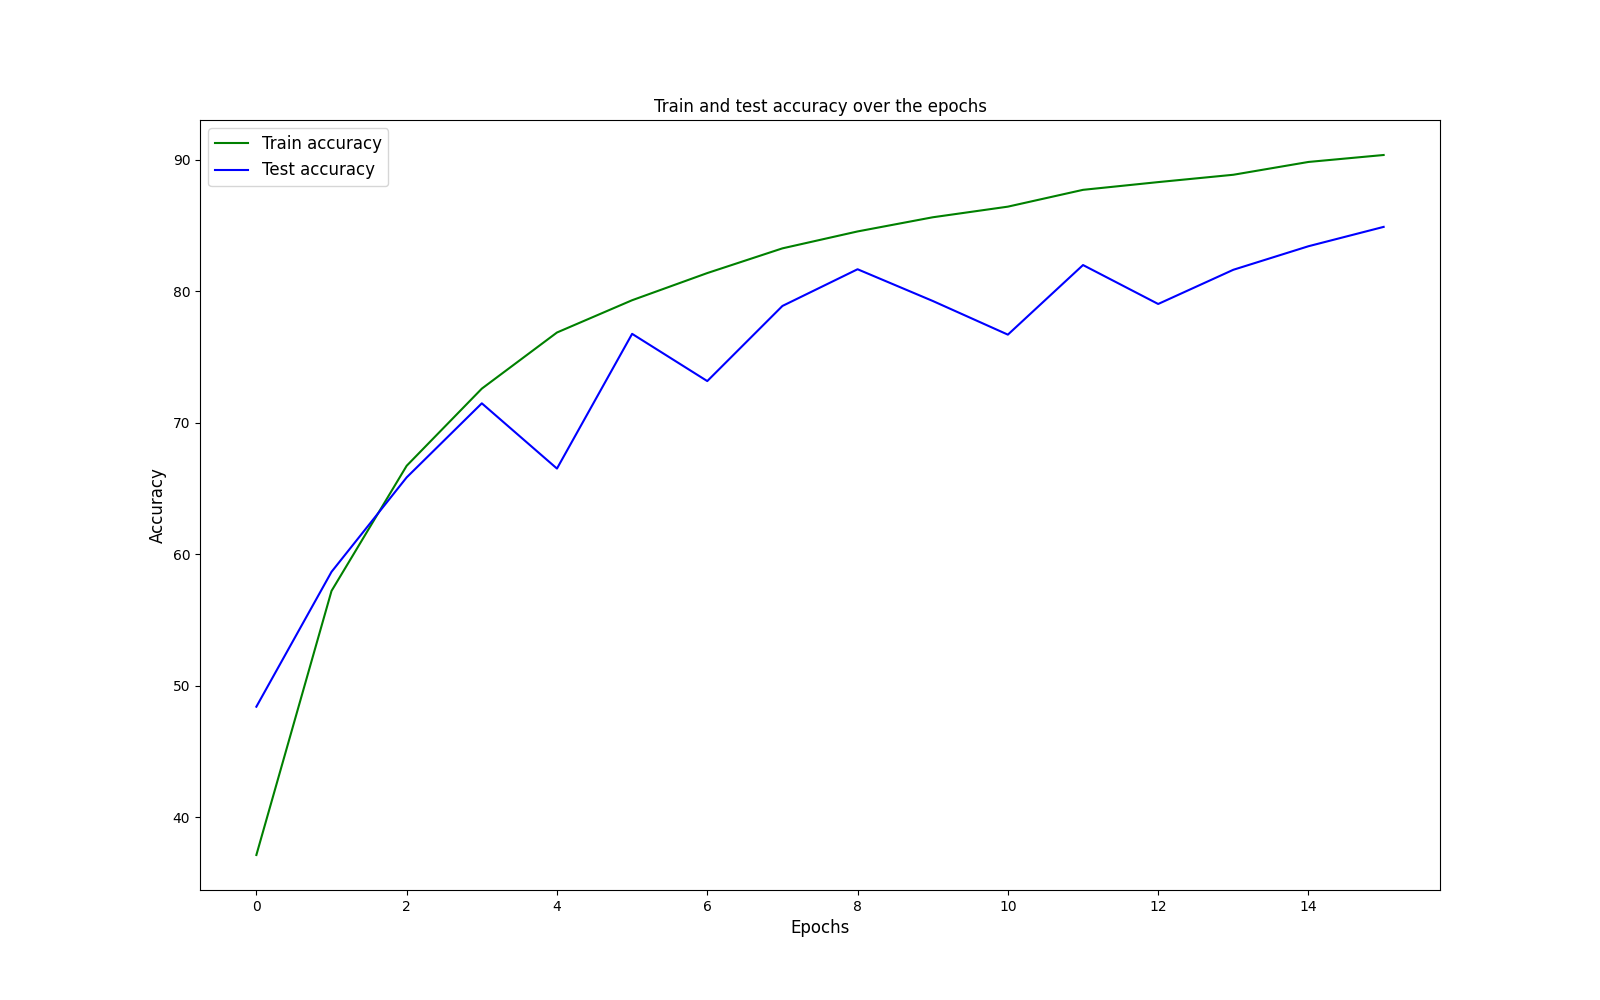 Train and test accuracy over the epochs
Train accuracy
Test accuracy
90
80
70
60
50
40
Accuracy
0 2 4 6 8 10 12 14
Epochs